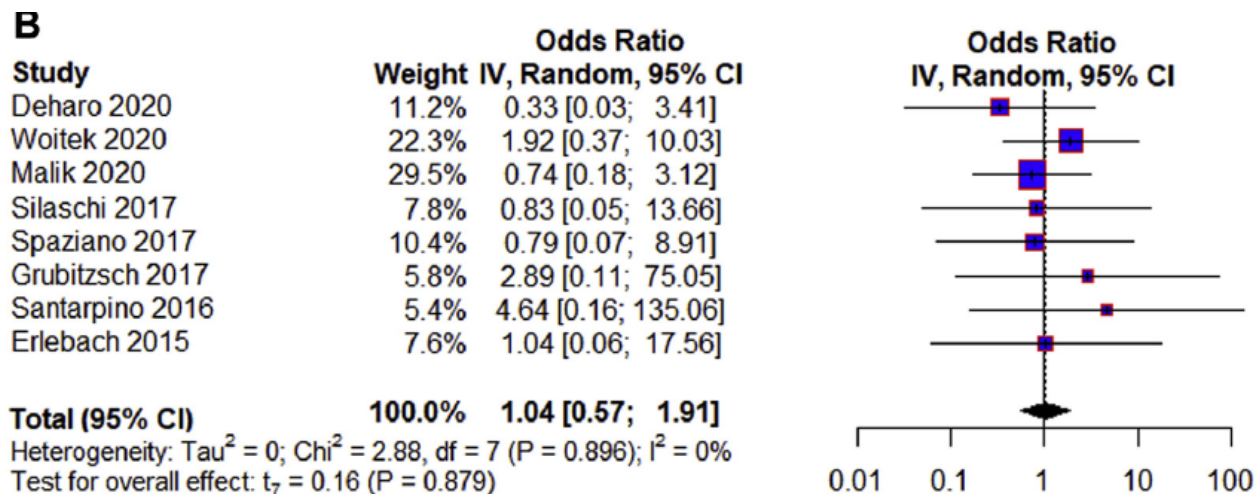 B
Odds Ratio Odds Ratio
Study Weight IV, Random, 95% CI IV, Random, 95% CI
Deharo 2020 11.2% 0.33 [0.03; 3.41]
Woitek 2020 22.3% 1.92 [0.37; 10.03]
Malik 2020 29.5% 0.74 [0.18; 3.12]
Silaschi 2017 7.8% 0.83 [0.05; 13.66]
Spaziano 2017 10.4% 0.79 [0.07; 8.91]
Grubitzsch 2017 5.8% 2.89 [0.11; 75.05]
Santarpino 2016 5.4% 4.64 [0.16; 135.06]
Erlebach 2015 7.6% 1.04 [0.06; 17.56]
Total (95% CI) 100.0% 1.04 [0.57; 1.91]
Heterogeneity: Tau² = 0; Chi² = 2.88, df = 7 (P = 0.896); I² = 0%
Test for overall effect: t₇ = 0.16 (P = 0.879)
0.01 0.1 1 10 100